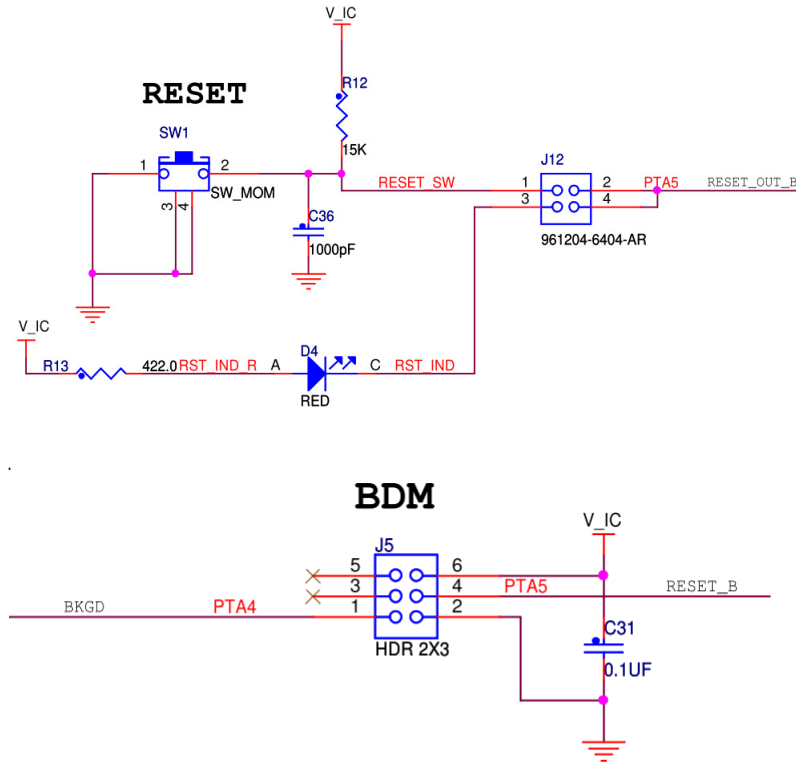 V_IC
R12
RESET
15K
SW1
1
2
SW_MOM
3
4
C36
1000pF
RESET_SW
J12
1
2
PTA5
RESET_OUT_B
3
4
961204-6404-AR
V_IC
R13
422.0
RST_IND_R
A
D4
C
RST_IND
RED
.
BDM
V_IC
J5
5
6
3
4
PTA5
RESET_B
BKGD
PTA4
1
2
HDR 2X3
C31
0.1UF